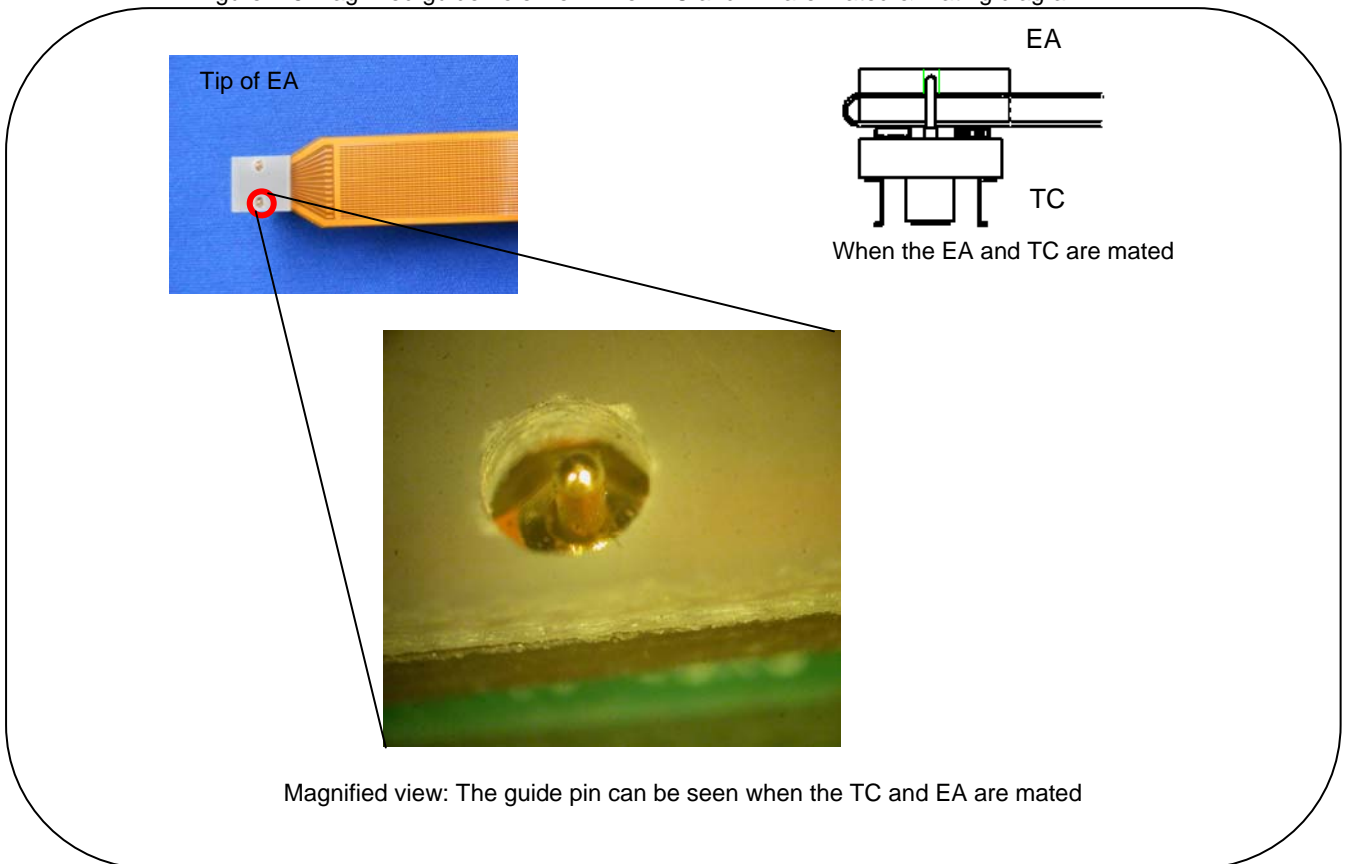 EA
Tip of EA
TC
When the EA and TC are mated
Magnified view: The guide pin can be seen when the TC and EA are mated